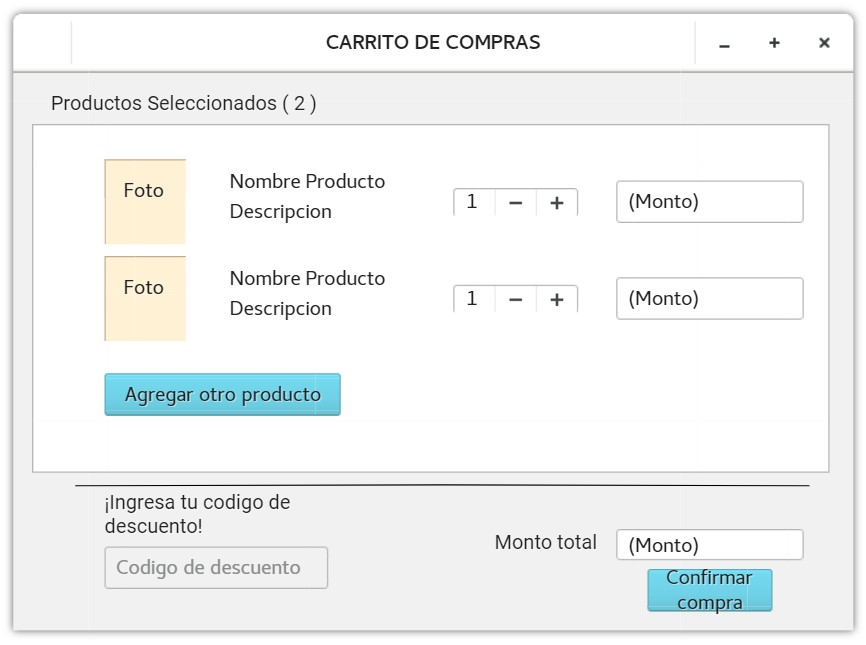 CARRITO DE COMPRAS
Productos Seleccionados ( 2 )
Foto
Nombre Producto
Descripcion
1
(Monto)
Foto
Nombre Producto
Descripcion
1
(Monto)
Agregar otro producto
¡Ingresa tu codigo de
descuento!
Codigo de descuento
Monto total
(Monto)
Confirmar
compra